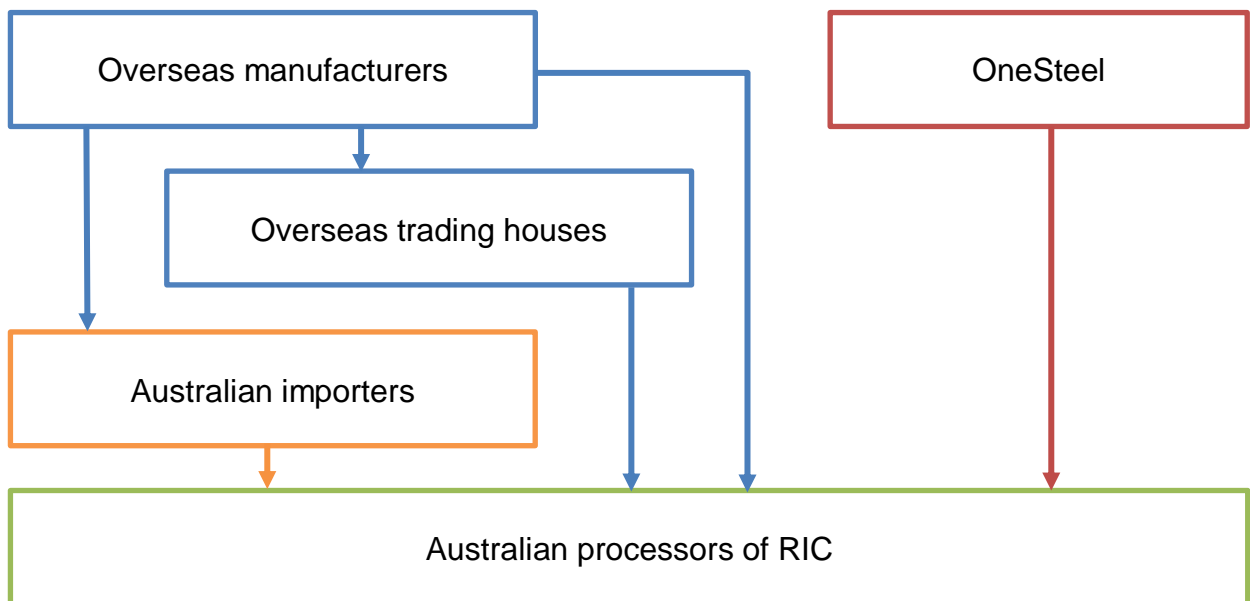 Overseas manufacturers
OneSteel
Overseas trading houses
Australian importers
Australian processors of RIC